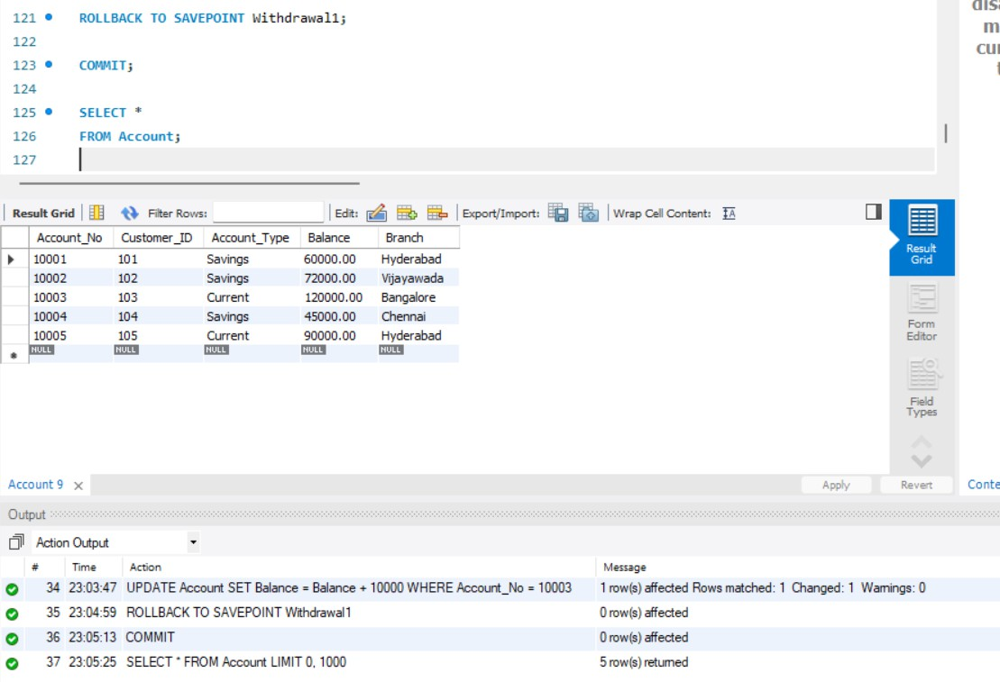 121 ROLLBACK TO SAVEPOINT Withdrawal1;
122
123 COMMIT;
124
125 SELECT *
126 FROM Account;
127
Result Grid Filter Rows: Edit: Export/Import: Wrap Cell Content:
Account_No Customer_ID Account_Type Balance Branch
10001 101 Savings 60000.00 Hyderabad
10002 102 Savings 72000.00 Vijayawada
10003 103 Current 120000.00 Bangalore
10004 104 Savings 45000.00 Chennai
10005 105 Current 90000.00 Hyderabad
NULL NULL NULL NULL NULL
Result
Grid
Form
Editor
Field
Types
Account 9 Apply Revert
Output
Action Output
# Time Action Message
34 23:03:47 UPDATE Account SET Balance = Balance + 10000 WHERE Account_No = 10003 1 row(s) affected Rows matched: 1 Changed: 1 Warnings: 0
35 23:04:59 ROLLBACK TO SAVEPOINT Withdrawal1 0 row(s) affected
36 23:05:13 COMMIT 0 row(s) affected
37 23:05:25 SELECT * FROM Account LIMIT 0, 1000 5 row(s) returned